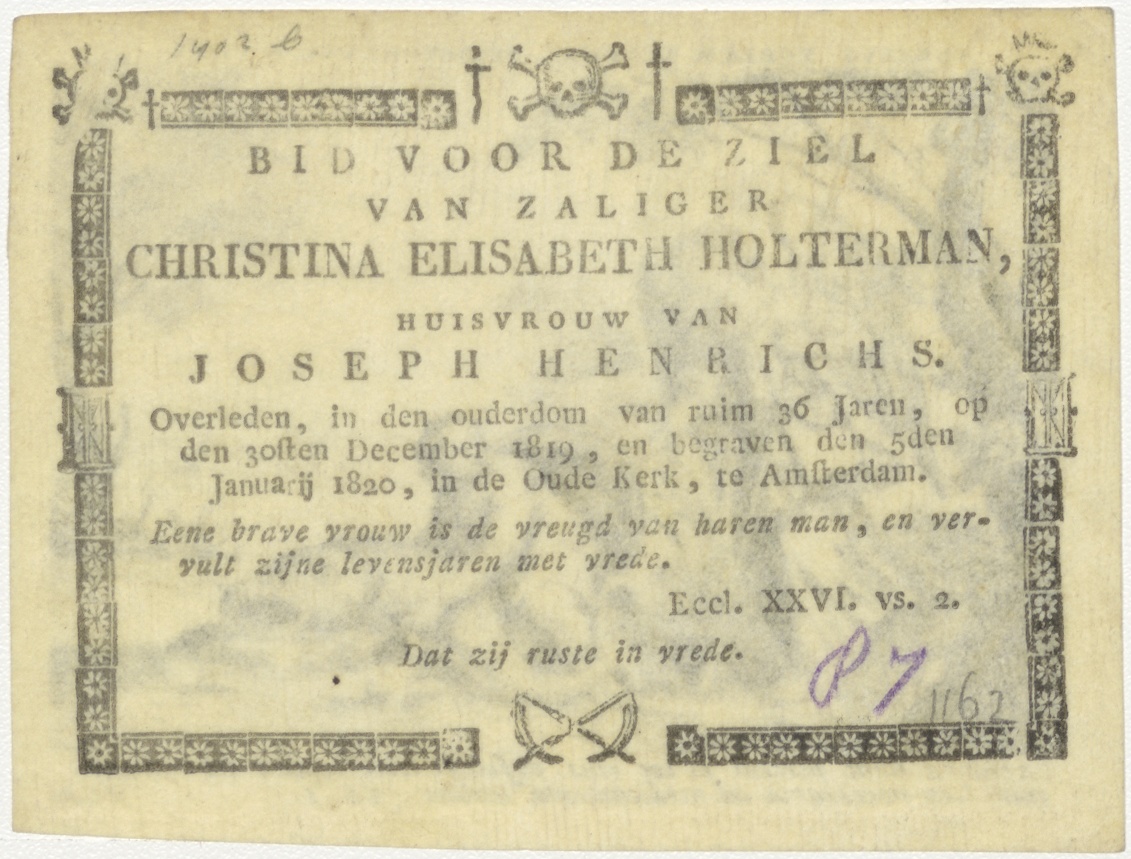 1402 b.
BID VOOR DE ZIEL
VAN ZALIGER
CHRISTINA ELISABETH HOLTERMAN,
HUISVROUW VAN
JOSEPH HENRICHS.
Overleden, in den ouderdom van ruim 36 Jaren, op
den 30ſten December 1819, en begraven den 5den
Januarij 1820, in de Oude Kerk, te Amſterdam.
Eene brave vrouw is de vreugd van haren man, en ver-
vult zijne levensjaren met vrede.
Eccl. XXVI. vs. 2.
Dat zij ruste in vrede.
P 7
1162